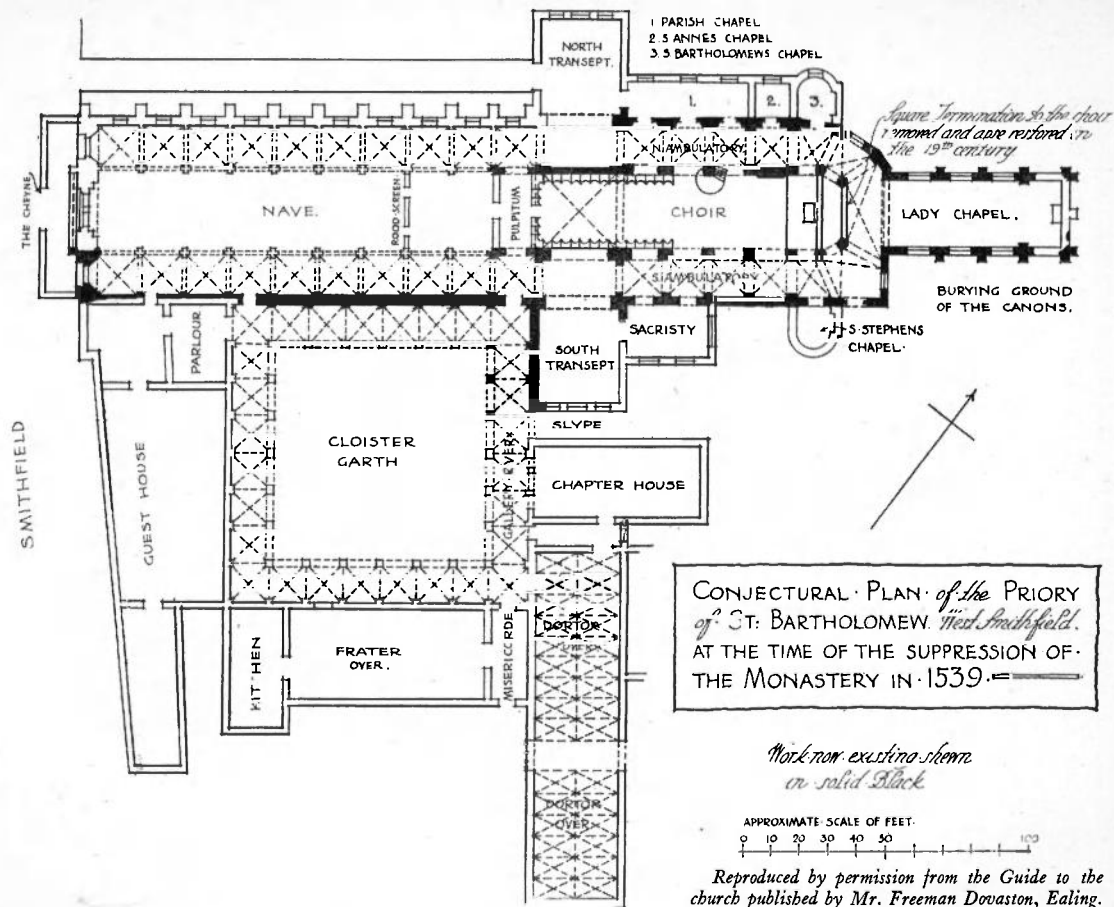 1 PARISH CHAPEL
2. S ANNES CHAPEL
3. S BARTHOLOMEWS CHAPEL
NORTH
TRANSEPT.
1.
2.
3.
Square Termination to the choir
removed and apse restored in
the 19th century
N. AMBULATORY
THE CHEYNE
NAVE.
ROOD-SCREEN
PULPITUM
CHOIR
LADY CHAPEL.
S. AMBULATORY
BURYING GROUND
OF THE CANONS.
PARLOUR
SACRISTY
S. STEPHENS
CHAPEL.
SOUTH
TRANSEPT
SLYPE
SMITHFIELD
GUEST HOUSE
CLOISTER
GARTH
GALLERY OVER
CHAPTER HOUSE
KITCHEN
FRATER
OVER.
MISERICORDE
DORTOR
OVER
DORTOR
OVER
CONJECTURAL · PLAN · of the PRIORY
of ST: BARTHOLOMEW. West Smithfield.
AT THE TIME OF THE SUPPRESSION OF ·
THE MONASTERY IN · 1539.
Work now existing shewn
in solid Black
APPROXIMATE SCALE OF FEET.
0 10 20 30 40 50 100
Reproduced by permission from the Guide to the
church published by Mr. Freeman Dovaston, Ealing.